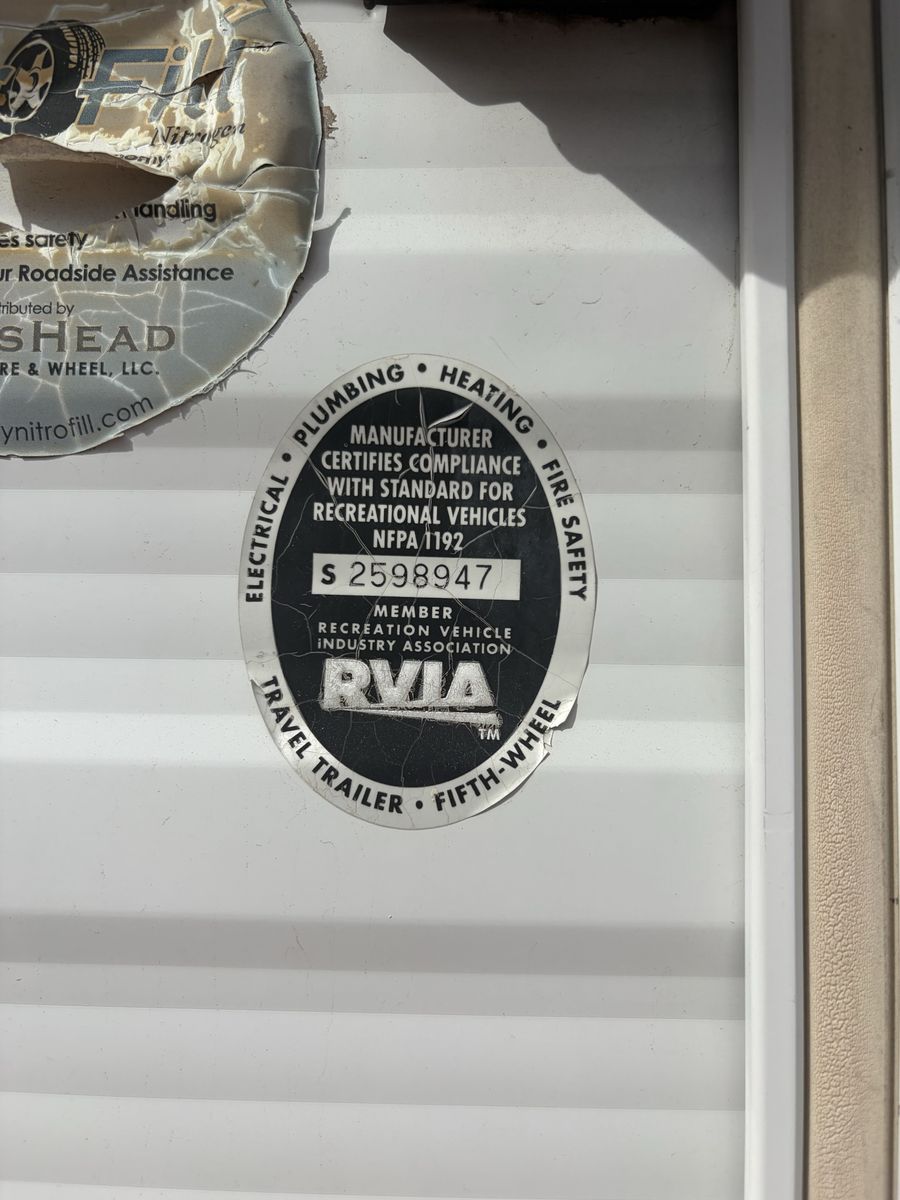 Fill
Nitrogen
Handling
es safety
ur Roadside Assistance
tributed by
SHEAD
RE & WHEEL, LLC.
ynitrofill.com
ELECTRICAL • PLUMBING • HEATING • FIRE SAFETY
MANUFACTURER
CERTIFIES COMPLIANCE
WITH STANDARD FOR
RECREATIONAL VEHICLES
NFPA 1192
S 2598947
MEMBER
RECREATION VEHICLE
INDUSTRY ASSOCIATION
RVIA
TM
TRAVEL TRAILER • FIFTH-WHEEL